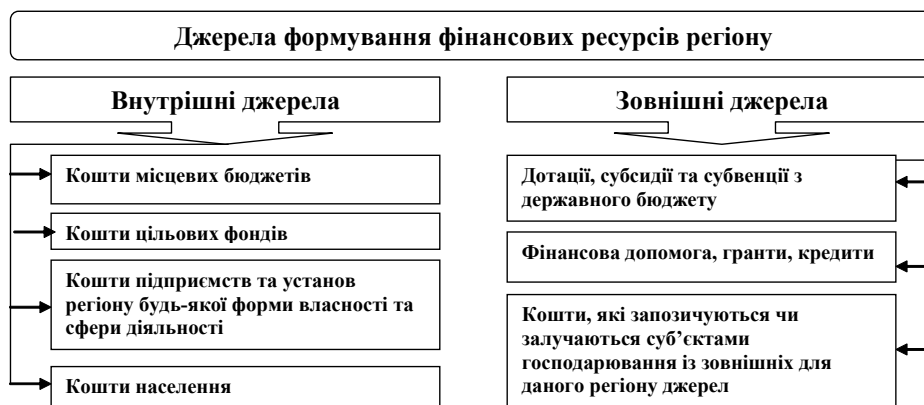 Джерела формування фінансових ресурсів регіону
Внутрішні джерела
Кошти місцевих бюджетів
Кошти цільових фондів
Кошти підприємств та установ
регіону будь-якої форми власності та
сфери діяльності
Кошти населення
Зовнішні джерела
Дотації, субсидії та субвенції з
державного бюджету
Фінансова допомога, гранти, кредити
Кошти, які запозичуються чи
залучаються суб’єктами
господарювання із зовнішніх для
даного регіону джерел